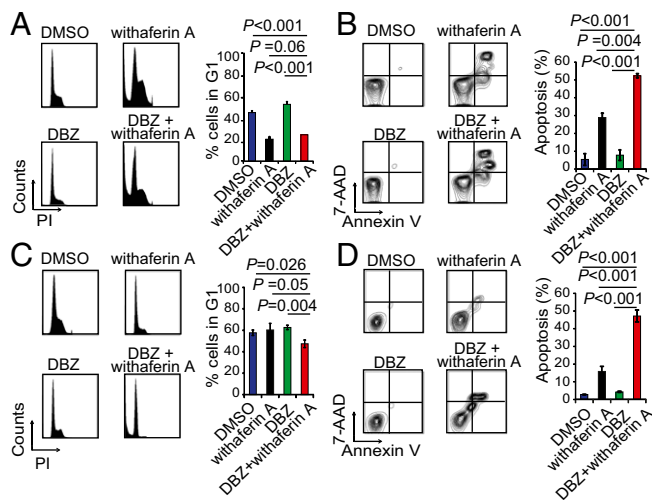 A
DMSO
withaferin A
DBZ
DBZ +
withaferin A
Counts
PI
P<0.001
P =0.06
P<0.001
% cells in G1
100
80
60
40
20
0
DMSO
withaferin A
DBZ
DBZ+withaferin A
B
DMSO
withaferin A
DBZ
DBZ +
withaferin A
7-AAD
Annexin V
P<0.001
P =0.004
P<0.001
Apoptosis (%)
60
50
40
30
20
10
0
DMSO
withaferin A
DBZ
DBZ+withaferin A
C
DMSO
withaferin A
DBZ
DBZ +
withaferin A
Counts
PI
P=0.026
P =0.05
P=0.004
% cells in G1
100
80
60
40
20
0
DMSO
withaferin A
DBZ
DBZ+withaferin A
D
DMSO
withaferin A
DBZ
DBZ +
withaferin A
7-AAD
Annexin V
P<0.001
P<0.001
P<0.001
Apoptosis (%)
60
50
40
30
20
10
0
DMSO
withaferin A
DBZ
DBZ+withaferin A